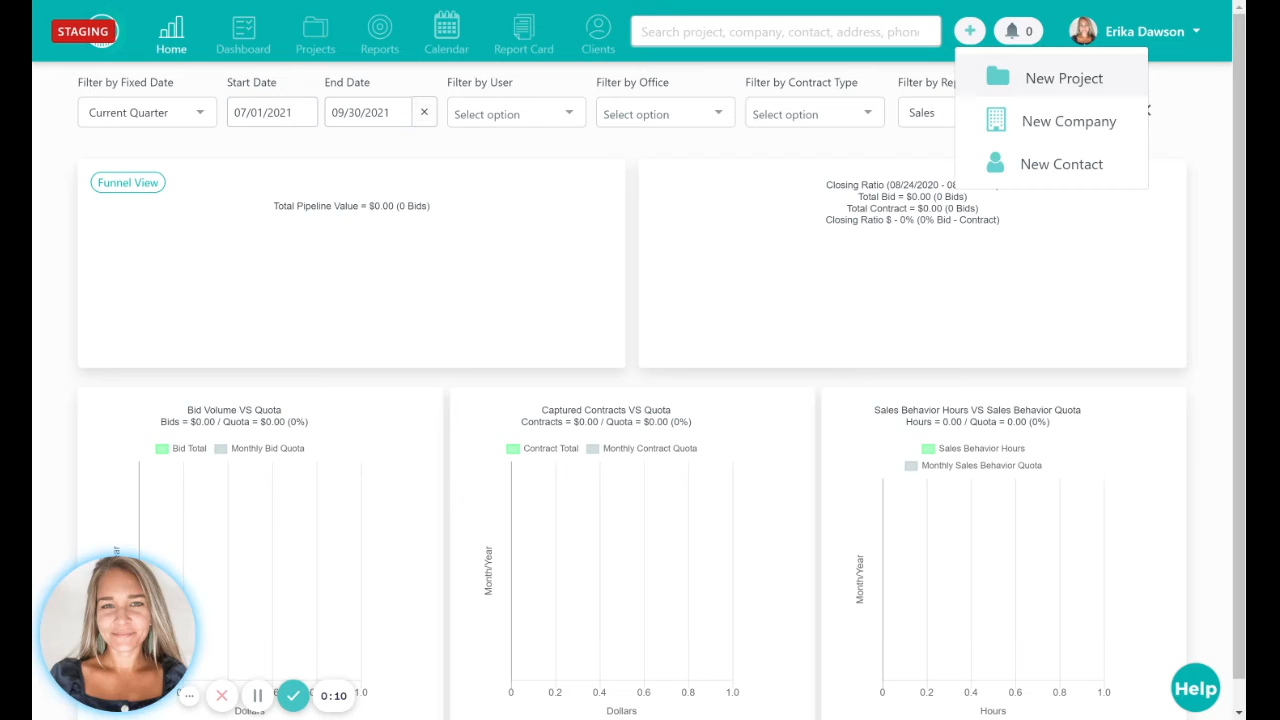 STAGING
Home
Dashboard
Projects
Reports
Calendar
Report Card
Clients
Search project, company, contact, address, phone
+
0
Erika Dawson
New Project
New Company
New Contact
Filter by Fixed Date
Start Date
End Date
Filter by User
Filter by Office
Filter by Contract Type
Current Quarter
07/01/2021
09/30/2021
×
Select option
Select option
Select option
Sales
Funnel View
Total Pipeline Value = $0.00 (0 Bids)
Closing Ratio (08/24/2020 -
Total Bid = $0.00 (0 Bids)
Total Contract = $0.00 (0 Bids)
Closing Ratio $ - 0% (0% Bid - Contract)
Bid Volume VS Quota
Bids = $0.00 / Quota = $0.00 (0%)
Bid Total
Monthly Bid Quota
1.0
Captured Contracts VS Quota
Contracts = $0.00 / Quota = $0.00 (0%)
Contract Total
Monthly Contract Quota
Month/Year
0 0.2 0.4 0.6 0.8 1.0
Dollars
Sales Behavior Hours VS Sales Behavior Quota
Hours = 0.00 / Quota = 0.00 (0%)
Sales Behavior Hours
Monthly Sales Behavior Quota
Month/Year
0 0.2 0.4 0.6 0.8 1.0
Hours
0:10
Help